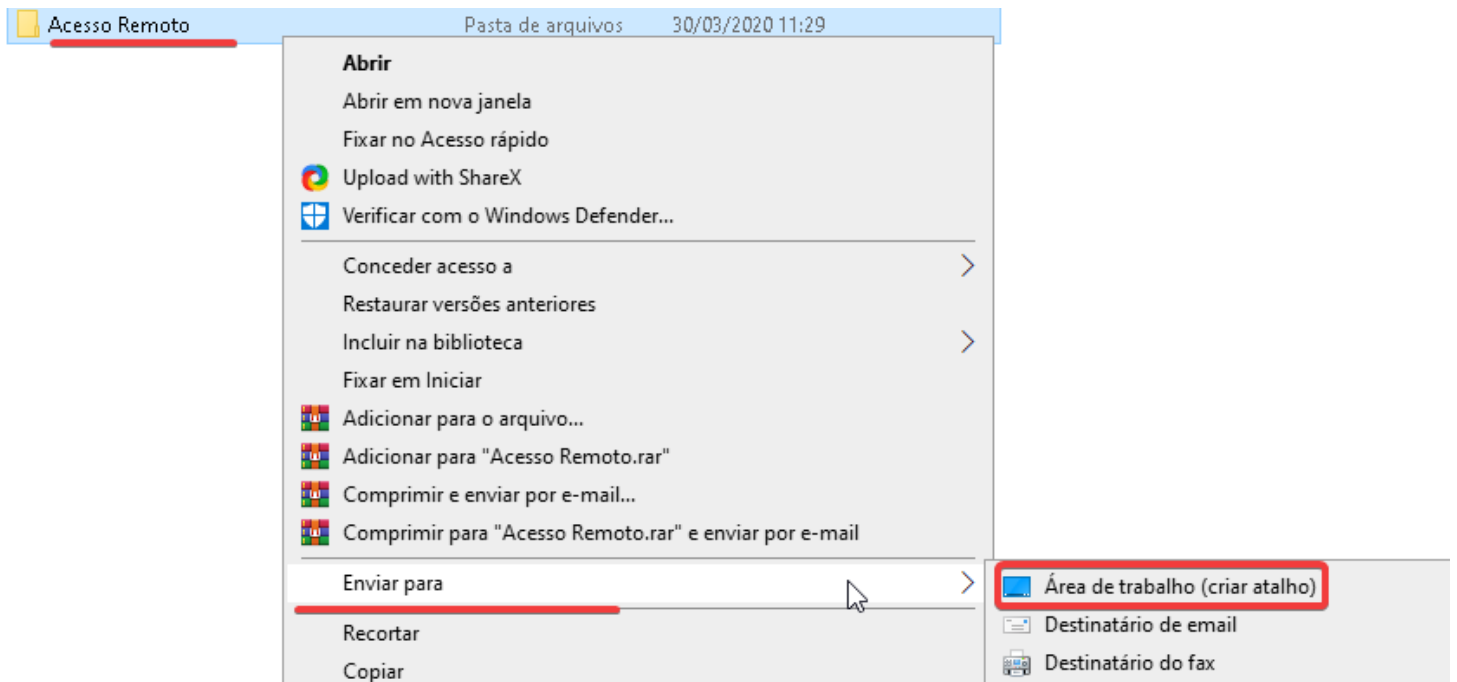 Acesso Remoto Pasta de arquivos 30/03/2020 11:29
Abrir
Abrir em nova janela
Fixar no Acesso rápido
Upload with ShareX
Verificar com o Windows Defender...
Conceder acesso a
Restaurar versões anteriores
Incluir na biblioteca
Fixar em Iniciar
Adicionar para o arquivo...
Adicionar para "Acesso Remoto.rar"
Comprimir e enviar por e-mail...
Comprimir para "Acesso Remoto.rar" e enviar por e-mail
Enviar para
Área de trabalho (criar atalho)
Destinatário de email
Destinatário do fax
Recortar
Copiar